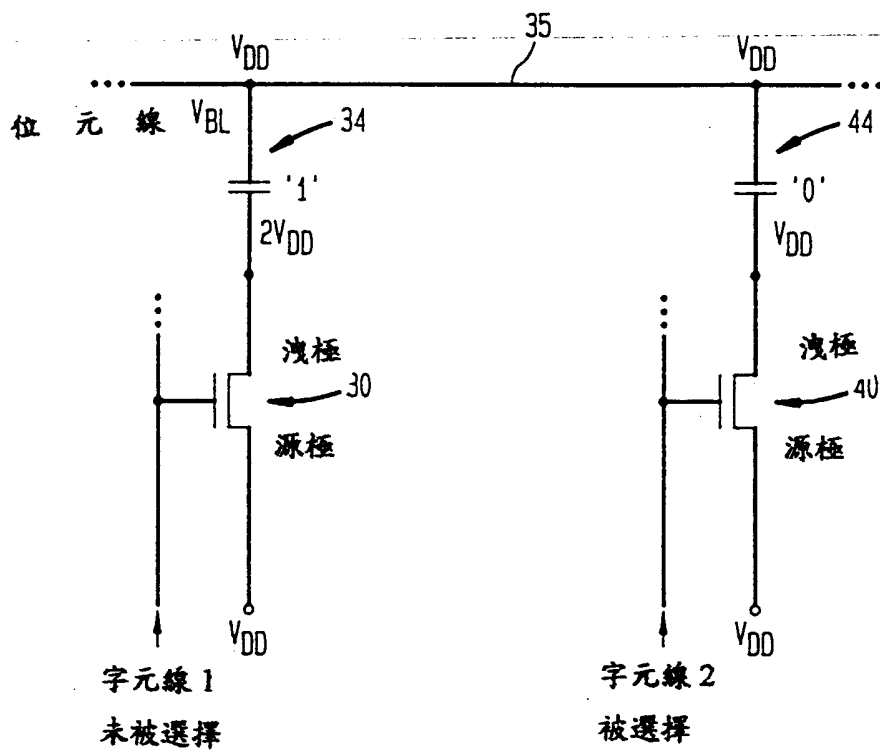 35
V_DD V_DD
位元線 V_BL 34 44
'1' '0'
2V_DD V_DD
洩極 洩極
30 40
源極 源極
V_DD V_DD
字元線1 字元線2
未被選擇 被選擇